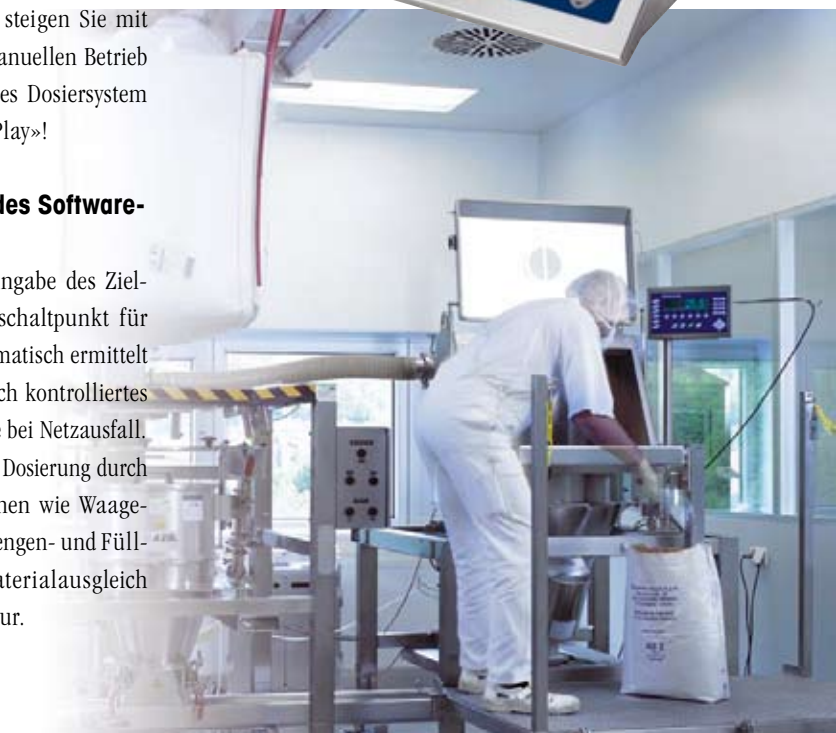 steigen Sie mit
anuellen Betrieb
es Dosiersystem
Play»!
des Software-
ngabe des Ziel-
schaltpunkt für
matisch ermittelt
ch kontrolliertes
e bei Netzausfall.
Dosierung durch
nen wie Waage-
engen- und Füll-
aterialausgleich
ur.